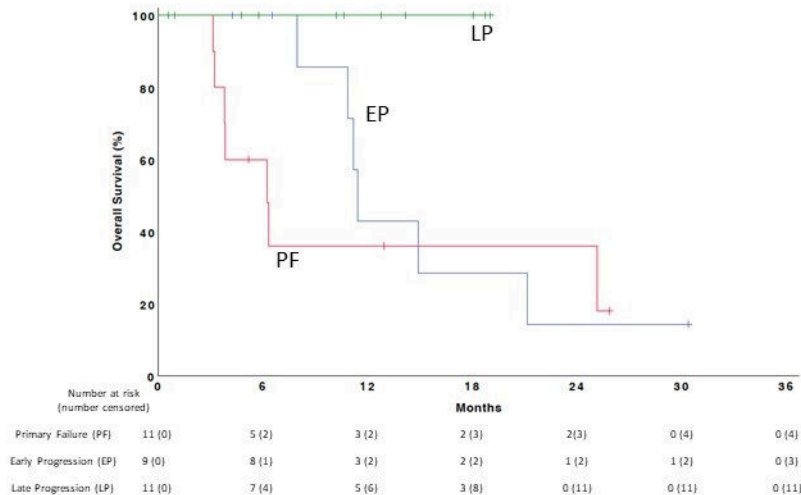 100
LP
80
EP
60
40
PF
20
0
Overall Survival (%)
0 6 12 18 24 30 36
Months
Number at risk
(number censored)
Primary Failure (PF) 11 (0) 5 (2) 3 (2) 2 (3) 2(3) 0 (4) 0 (4)
Early Progression (EP) 9 (0) 8 (1) 3 (2) 2 (2) 1 (2) 1 (2) 0 (3)
Late Progression (LP) 11 (0) 7 (4) 5 (6) 3 (8) 0 (11) 0 (11) 0 (11)